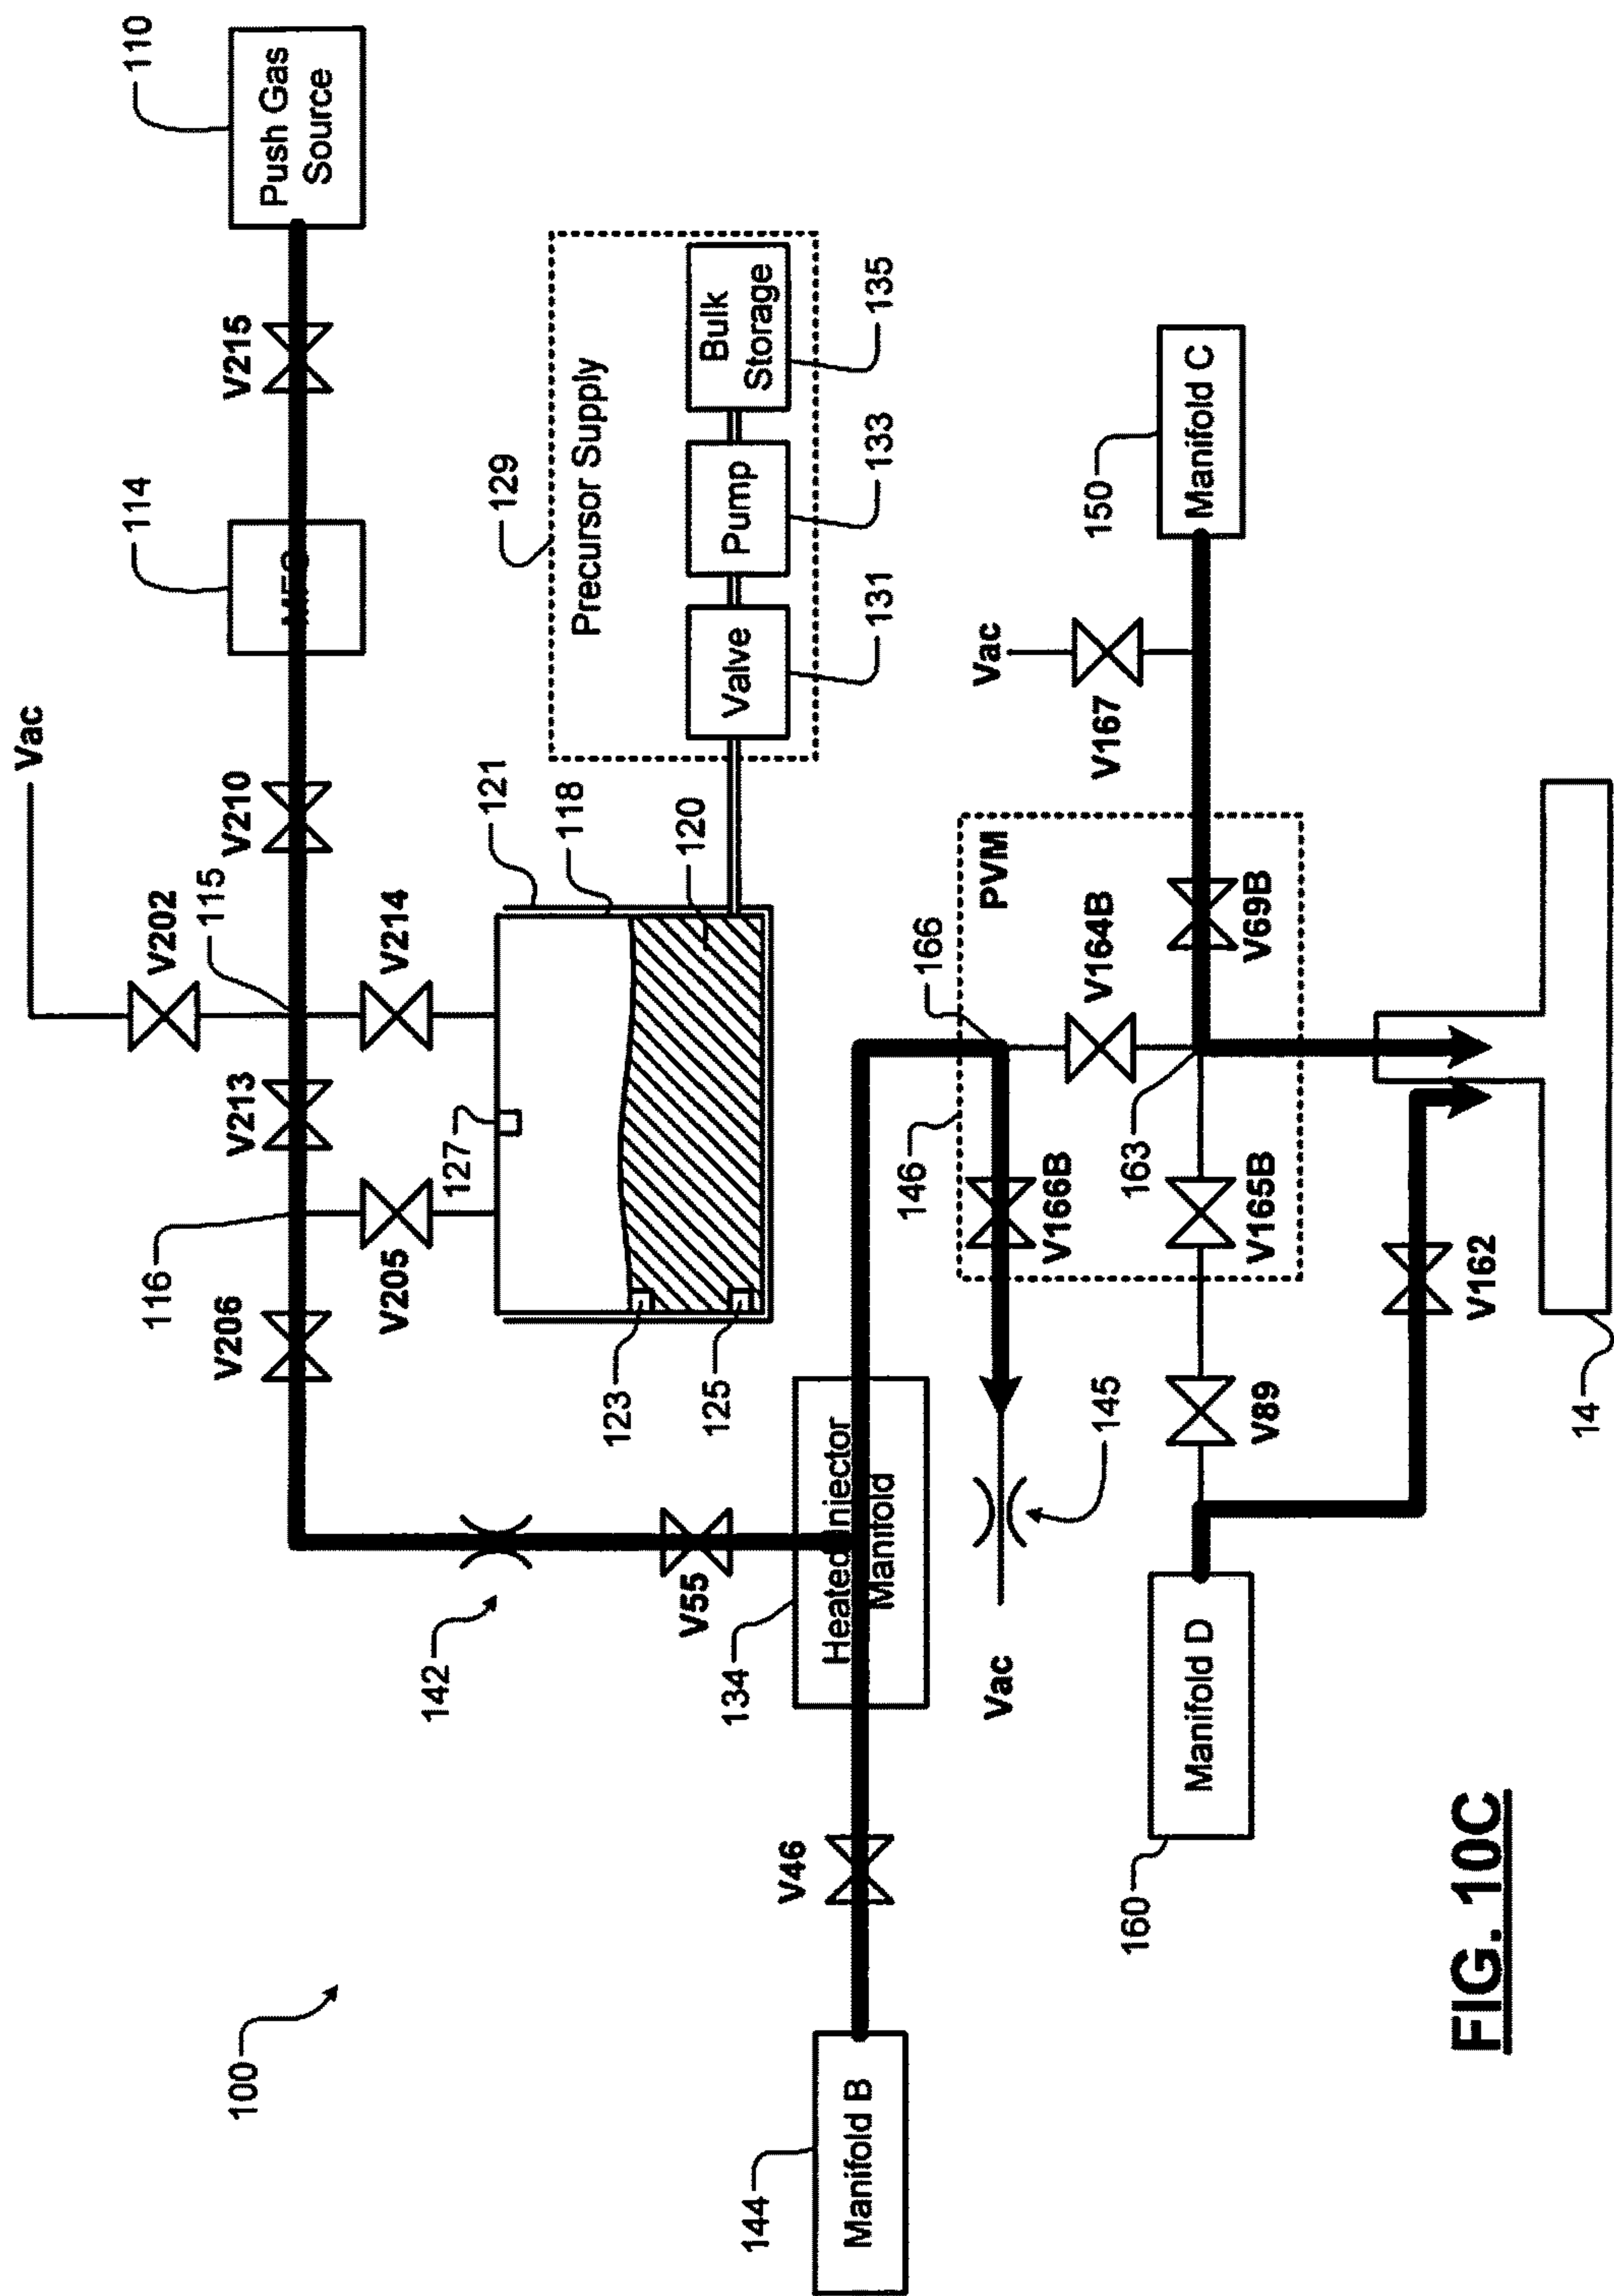 110
Push Gas
Source
V215
114
Vac
V210
115
V202
V214
V213
116
V205
V206
127
121
118
120
123
125
129
Precursor Supply
Bulk
Storage
135
Pump
133
Valve
131
142
V55
134
Heated Injector
Manifold
V46
144
Manifold B
100
166
PVM
V164B
146
V166B
163
V165B
V69B
Vac
V167
150
Manifold C
145
Vac
V89
V162
160
Manifold D
14
FIG. 10C